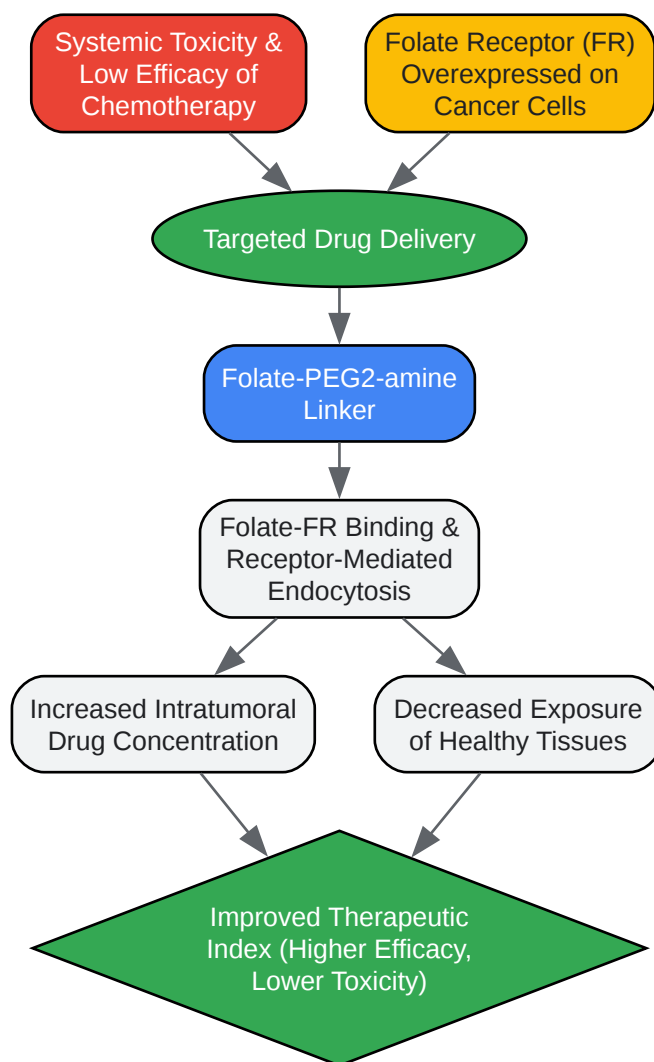 Systemic Toxicity &
Low Efficacy of
Chemotherapy
Folate Receptor (FR)
Overexpressed on
Cancer Cells
Targeted Drug Delivery
Folate-PEG2-amine
Linker
Folate-FR Binding &
Receptor-Mediated
Endocytosis
Increased Intratumoral
Drug Concentration
Decreased Exposure
of Healthy Tissues
Improved Therapeutic
Index (Higher Efficacy,
Lower Toxicity)